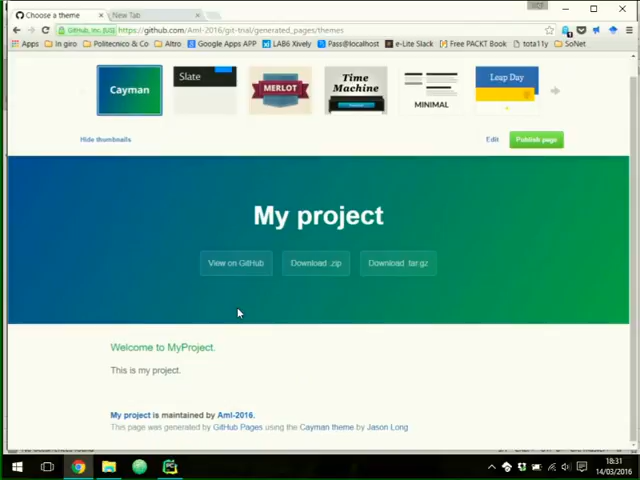 Choose a theme
New Tab
GitHub, Inc. [US] https://github.com/AmI-2016/git-trial/generated_pages/themes
Apps In giro Politecnico & Co Altro Google Apps APP LAB6 Xively Pass@localhost e-Lite Slack Free PACKT Book tota11y SoNet
Cayman
Slate
MERLOT
Time
Machine
MINIMAL
Leap Day
Hide thumbnails
Edit
Publish page
My project
View on GitHub
Download .zip
Download .tar.gz
Welcome to MyProject.
This is my project.
My project is maintained by AmI-2016.
This page was generated by GitHub Pages using the Cayman theme by Jason Long
18:31
14/03/2016